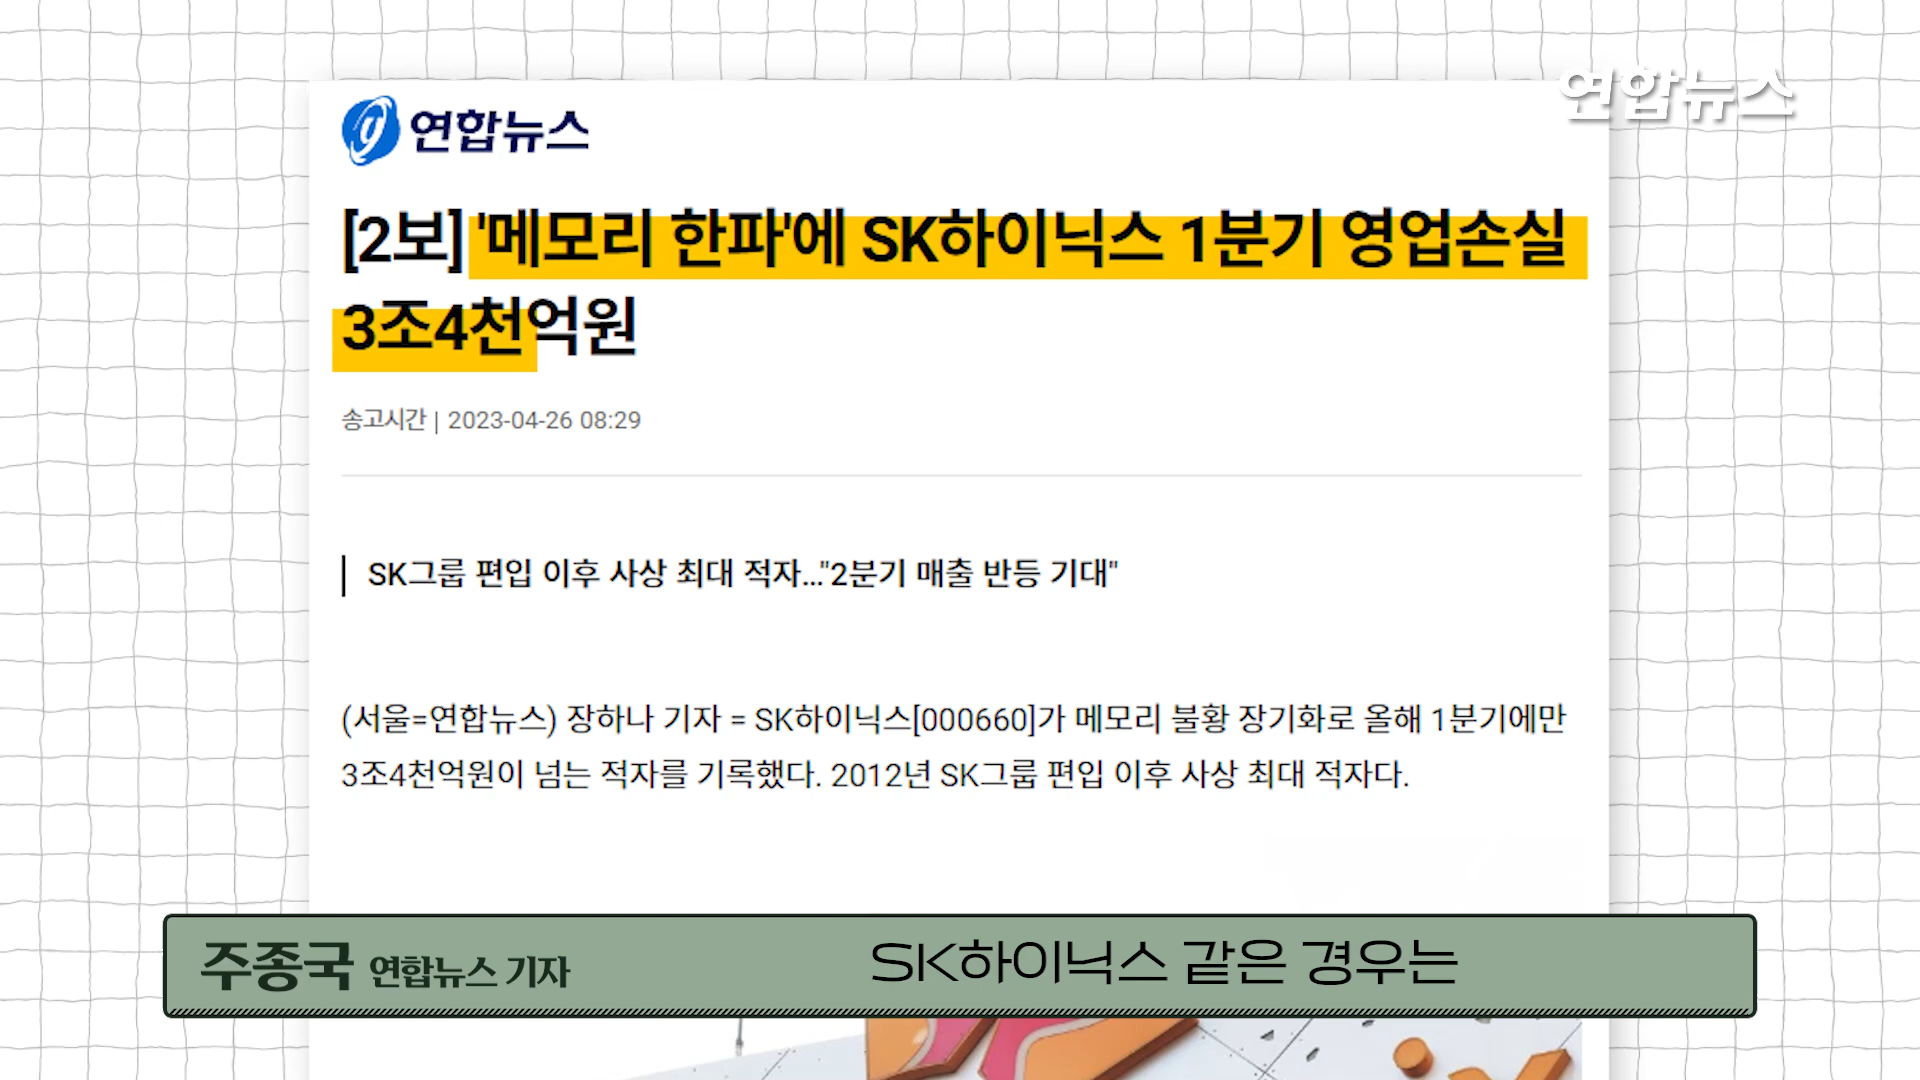 연합뉴스
연합뉴스
[2보] '메모리 한파'에 SK하이닉스 1분기 영업손실
3조4천억원
송고시간 | 2023-04-26 08:29
SK그룹 편입 이후 사상 최대 적자..."2분기 매출 반등 기대"
(서울=연합뉴스) 장하나 기자 = SK하이닉스[000660]가 메모리 불황 장기화로 올해 1분기에만
3조4천억원이 넘는 적자를 기록했다. 2012년 SK그룹 편입 이후 사상 최대 적자다.
주종국 연합뉴스 기자
SK하이닉스 같은 경우는